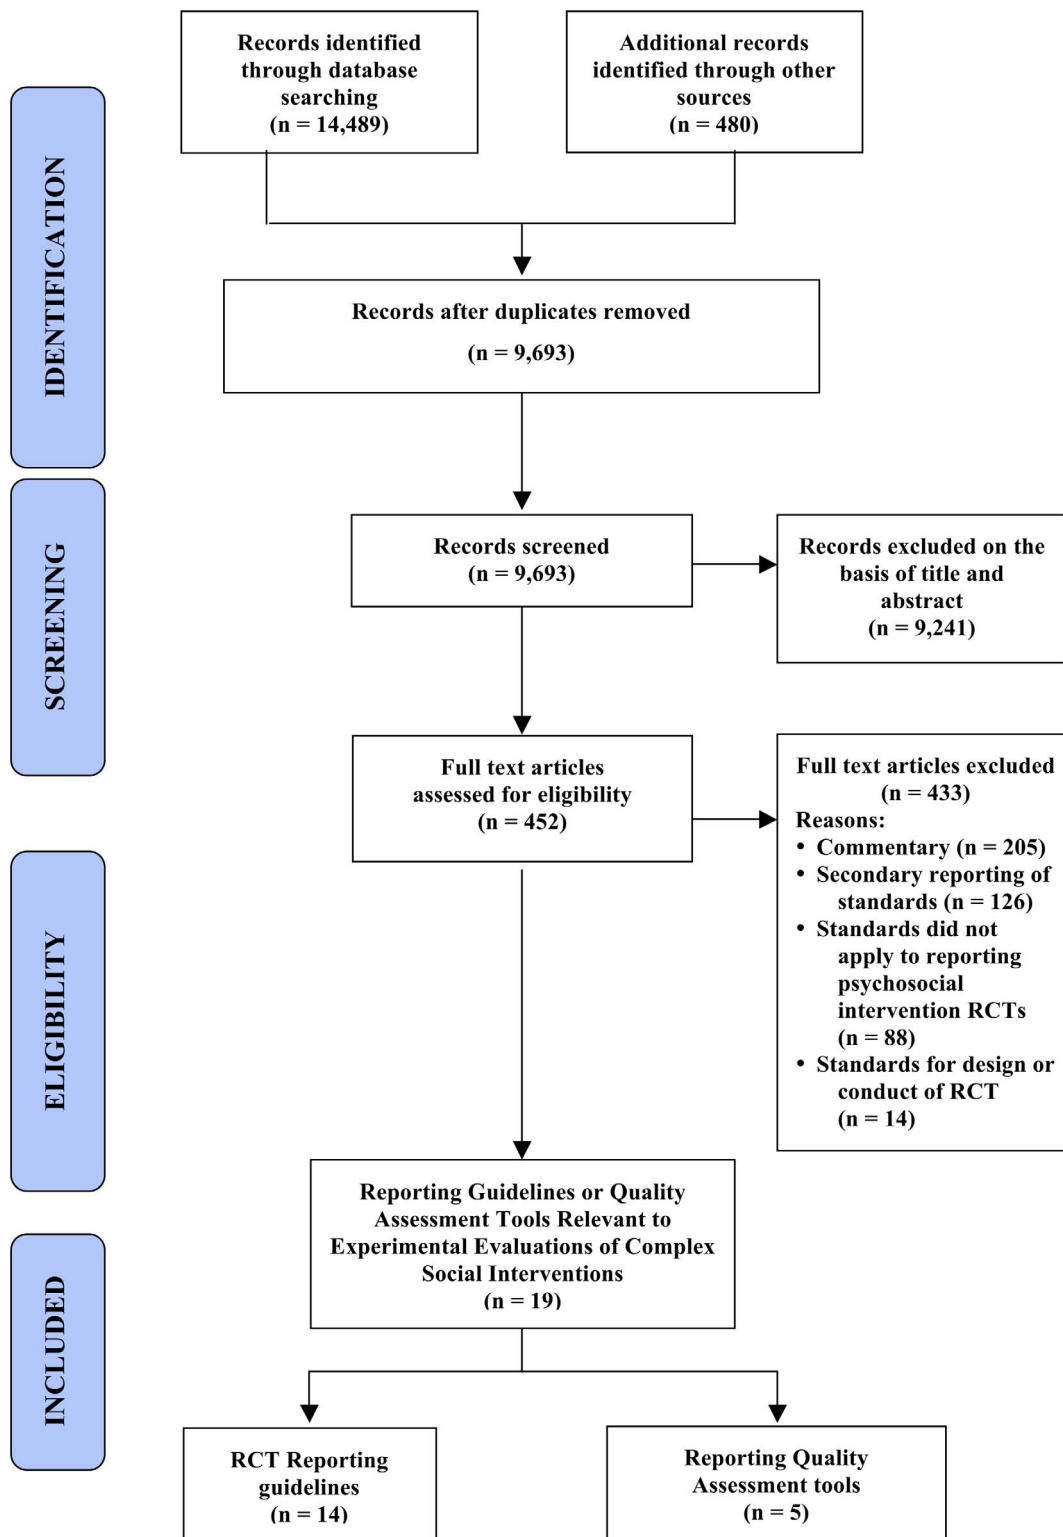 Records identified
through database
searching
(n = 14,489)
Additional records
identified through other
sources
(n = 480)
IDENTIFICATION
Records after duplicates removed
(n = 9,693)
SCREENING
Records screened
(n = 9,693)
Records excluded on the
basis of title and
abstract
(n = 9,241)
Full text articles
assessed for eligibility
(n = 452)
Full text articles excluded
(n = 433)
Reasons:
• Commentary (n = 205)
• Secondary reporting of
standards (n = 126)
• Standards did not
apply to reporting
psychosocial
intervention RCTs
(n = 88)
• Standards for design or
conduct of RCT
(n = 14)
ELIGIBILITY
Reporting Guidelines or Quality
Assessment Tools Relevant to
Experimental Evaluations of Complex
Social Interventions
(n = 19)
INCLUDED
RCT Reporting
guidelines
(n = 14)
Reporting Quality
Assessment tools
(n = 5)